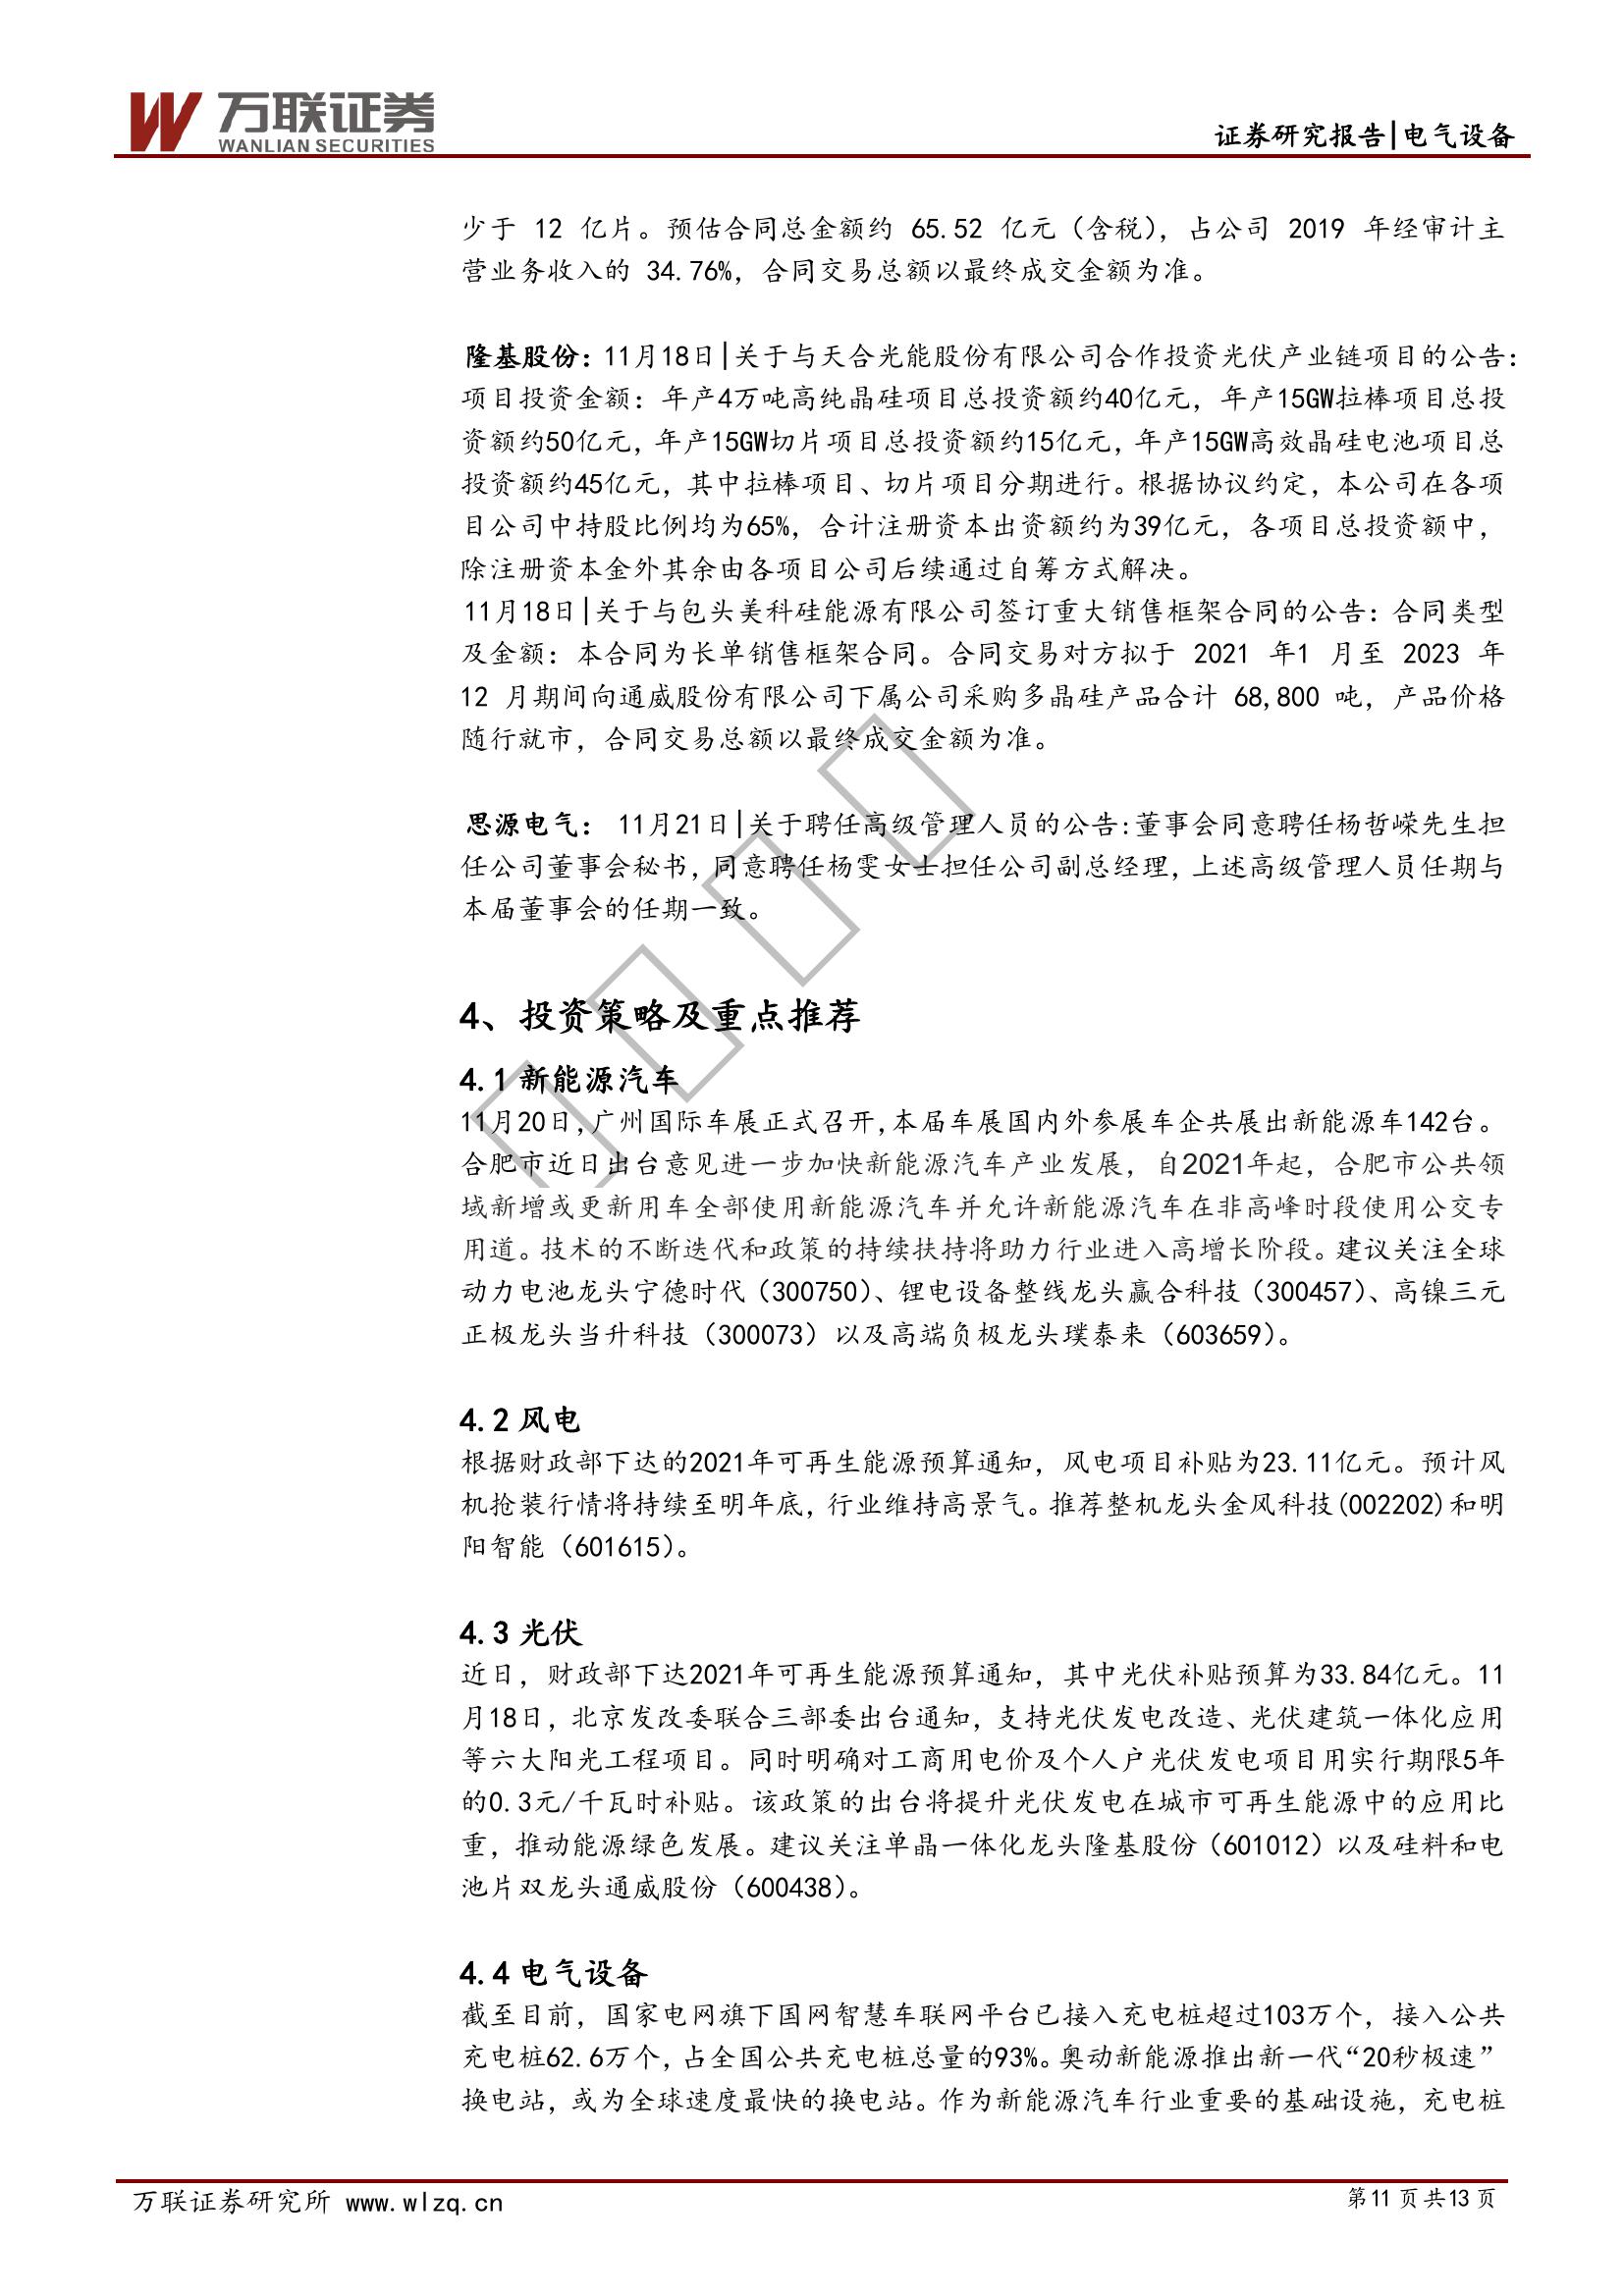 万联证券
WANLIAN SECURITIES
证券研究报告|电气设备
少于 12 亿片。预估合同总金额约 65.52 亿元（含税），占公司 2019 年经审计主
营业务收入的 34.76%，合同交易总额以最终成交金额为准。
隆基股份：11月18日|关于与天合光能股份有限公司合作投资光伏产业链项目的公告：
项目投资金额：年产4万吨高纯晶硅项目总投资额约40亿元，年产15GW拉棒项目总投
资额约50亿元，年产15GW切片项目总投资额约15亿元，年产15GW高效晶硅电池项目总
投资额约45亿元，其中拉棒项目、切片项目分期进行。根据协议约定，本公司在各项
目公司中持股比例均为65%，合计注册资本出资额约为39亿元，各项目总投资额中，
除注册资本金外其余由各项目公司后续通过自筹方式解决。
11月18日|关于与包头美科硅能源有限公司签订重大销售框架合同的公告：合同类型
及金额：本合同为长单销售框架合同。合同交易对方拟于 2021 年1 月至 2023 年
12 月期间向通威股份有限公司下属公司采购多晶硅产品合计 68,800 吨，产品价格
随行就市，合同交易总额以最终成交金额为准。
思源电气： 11月21日|关于聘任高级管理人员的公告:董事会同意聘任杨哲嵘先生担
任公司董事会秘书，同意聘任杨雯女士担任公司副总经理，上述高级管理人员任期与
本届董事会的任期一致。
4、投资策略及重点推荐
4.1 新能源汽车
11月20日,广州国际车展正式召开,本届车展国内外参展车企共展出新能源车142台。
合肥市近日出台意见进一步加快新能源汽车产业发展，自2021年起，合肥市公共领
域新增或更新用车全部使用新能源汽车并允许新能源汽车在非高峰时段使用公交专
用道。技术的不断迭代和政策的持续扶持将助力行业进入高增长阶段。建议关注全球
动力电池龙头宁德时代（300750）、锂电设备整线龙头赢合科技（300457）、高镍三元
正极龙头当升科技（300073）以及高端负极龙头璞泰来（603659）。
4.2 风电
根据财政部下达的2021年可再生能源预算通知，风电项目补贴为23.11亿元。预计风
机抢装行情将持续至明年底，行业维持高景气。推荐整机龙头金风科技(002202)和明
阳智能（601615）。
4.3 光伏
近日，财政部下达2021年可再生能源预算通知，其中光伏补贴预算为33.84亿元。11
月18日，北京发改委联合三部委出台通知，支持光伏发电改造、光伏建筑一体化应用
等六大阳光工程项目。同时明确对工商用电价及个人户光伏发电项目用实行期限5年
的0.3元/千瓦时补贴。该政策的出台将提升光伏发电在城市可再生能源中的应用比
重，推动能源绿色发展。建议关注单晶一体化龙头隆基股份（601012）以及硅料和电
池片双龙头通威股份（600438）。
4.4 电气设备
截至目前，国家电网旗下国网智慧车联网平台已接入充电桩超过103万个，接入公共
充电桩62.6万个，占全国公共充电桩总量的93%。奥动新能源推出新一代“20秒极速”
换电站，或为全球速度最快的换电站。作为新能源汽车行业重要的基础设施，充电桩
万联证券研究所 www.wlzq.cn
第11 页共13 页